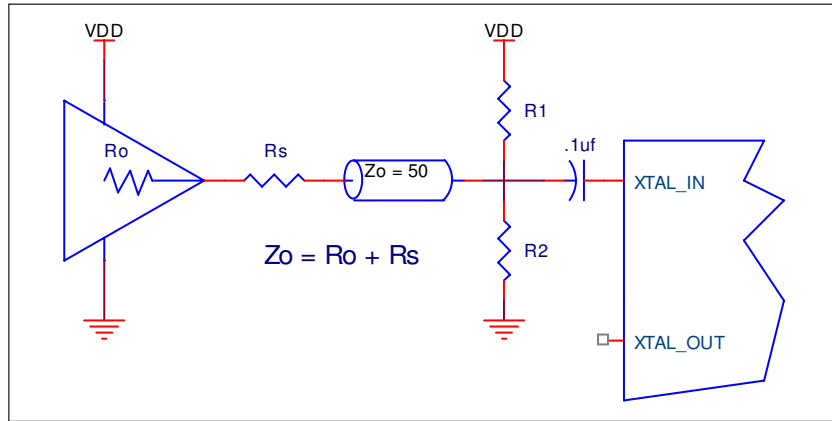 VDD
VDD
R1
Ro
Rs
.1uf
Zo = 50
XTAL_IN
Zo = Ro + Rs
R2
XTAL_OUT